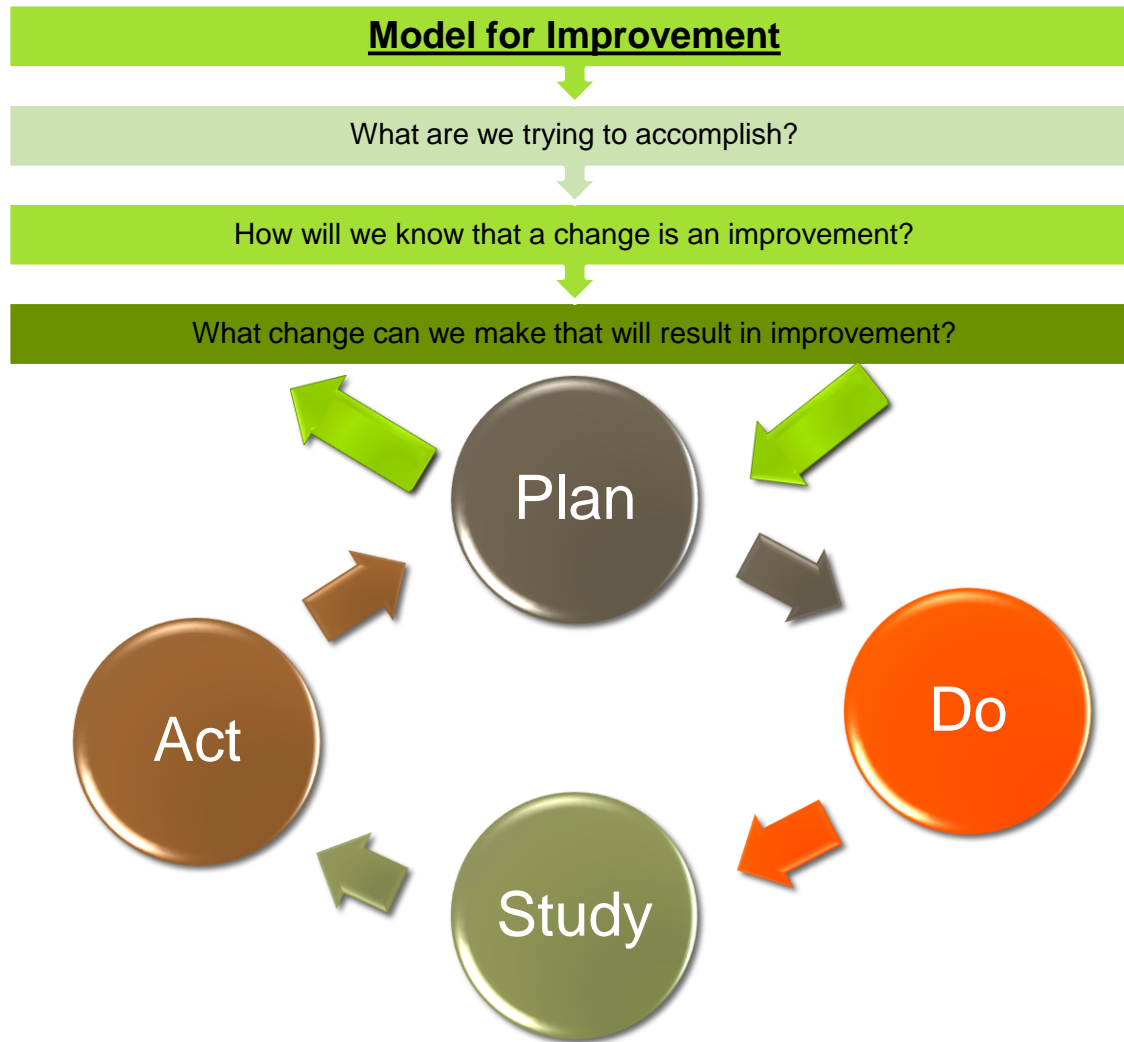 Model for Improvement
What are we trying to accomplish?
How will we know that a change is an improvement?
What change can we make that will result in improvement?
Plan
Do
Study
Act